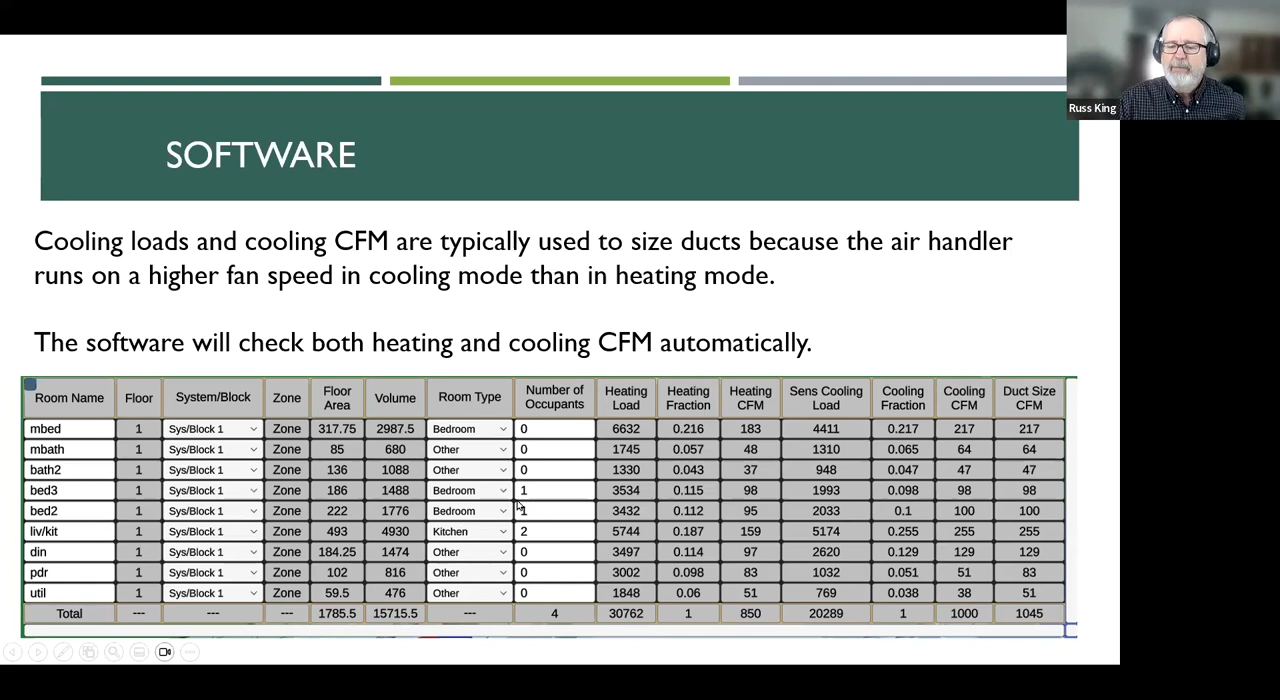 Russ King
SOFTWARE
Cooling loads and cooling CFM are typically used to size ducts because the air handler
runs on a higher fan speed in cooling mode than in heating mode.
The software will check both heating and cooling CFM automatically.
Room Name Floor System/Block Zone Floor Area Volume Room Type Number of Occupants Heating Load Heating Fraction Heating CFM Sens Cooling Load Cooling Fraction Cooling CFM Duct Size CFM
mbed 1 Sys/Block 1 Zone 317.75 2987.5 Bedroom 0 6632 0.216 183 4411 0.217 217 217
mbath 1 Sys/Block 1 Zone 85 680 Other 0 1745 0.057 48 1310 0.065 64 64
bath2 1 Sys/Block 1 Zone 136 1088 Other 0 1330 0.043 37 948 0.047 47 47
bed3 1 Sys/Block 1 Zone 186 1488 Bedroom 1 3534 0.115 98 1993 0.098 98 98
bed2 1 Sys/Block 1 Zone 222 1776 Bedroom 1 3432 0.112 95 2033 0.1 100 100
liv/kit 1 Sys/Block 1 Zone 493 4930 Kitchen 2 5744 0.187 159 5174 0.255 255 255
din 1 Sys/Block 1 Zone 184.25 1474 Other 0 3497 0.114 97 2620 0.129 129 129
pdr 1 Sys/Block 1 Zone 102 816 Other 0 3002 0.098 83 1032 0.051 51 83
util 1 Sys/Block 1 Zone 59.5 476 Other 0 1848 0.06 51 769 0.038 38 51
Total --- --- --- 1785.5 15715.5 --- 4 30762 1 850 20289 1 1000 1045